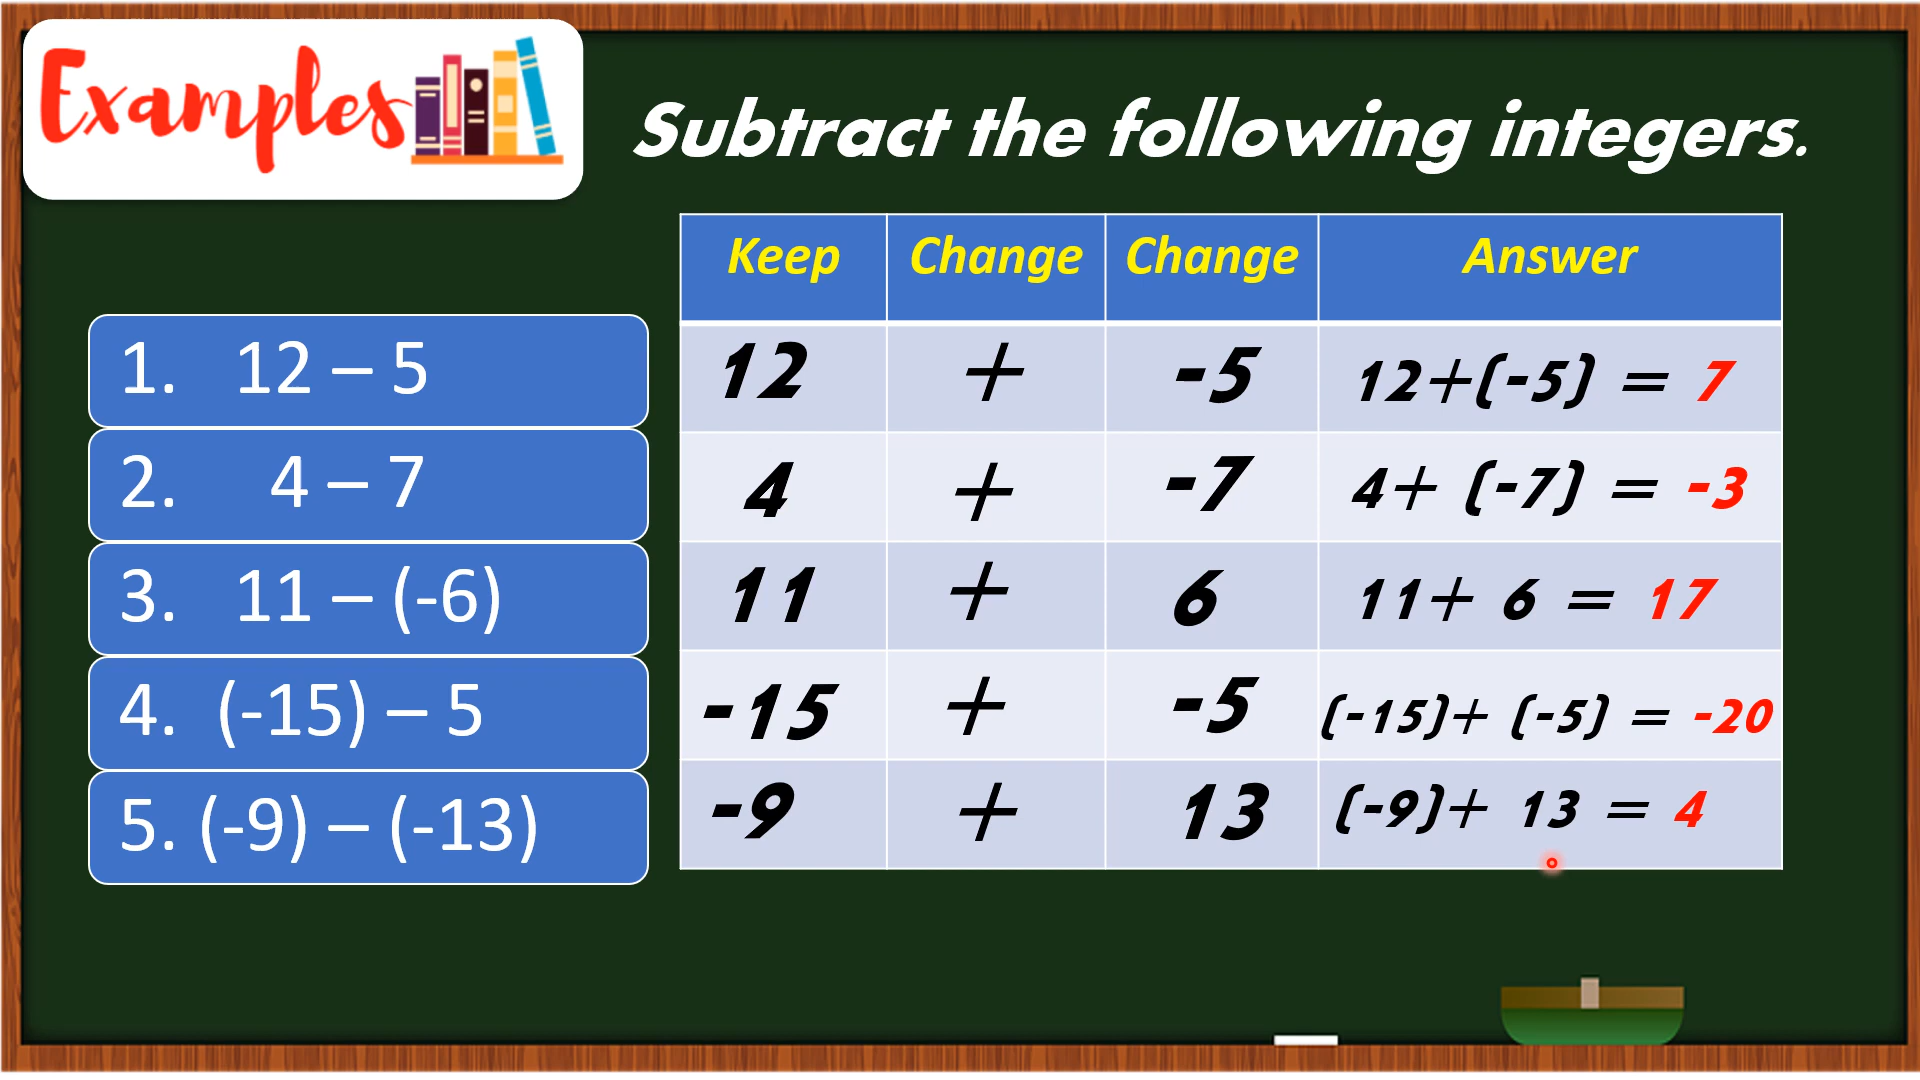 Examples
Subtract the following integers.
Keep Change Change Answer
1. 12 – 5
12 + -5 12+(-5) = 7
2. 4 – 7
4 + -7 4+ (-7) = -3
3. 11 – (-6)
11 + 6 11+ 6 = 17
4. (-15) – 5
-15 + -5 (-15)+ (-5) = -20
5. (-9) – (-13)
-9 + 13 (-9)+ 13 = 4